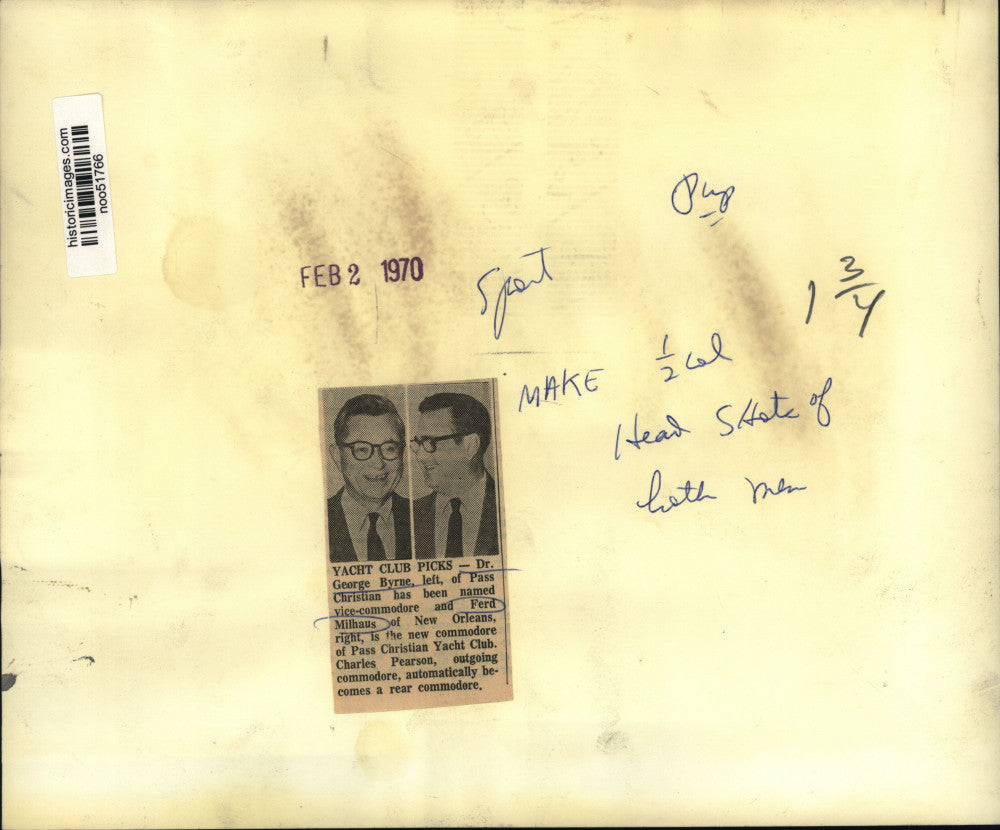 historicimages.com
noo51766
FEB 2 1970
Sport
1 3/4
MAKE 1/2 col
Head Shots of
both men
YACHT CLUB PICKS — Dr.
George Byrne, left, of Pass
Christian has been named
vice-commodore and Ferd
Milhaus of New Orleans,
right, is the new commodore
of Pass Christian Yacht Club.
Charles Pearson, outgoing
commodore, automatically be-
comes a rear commodore.